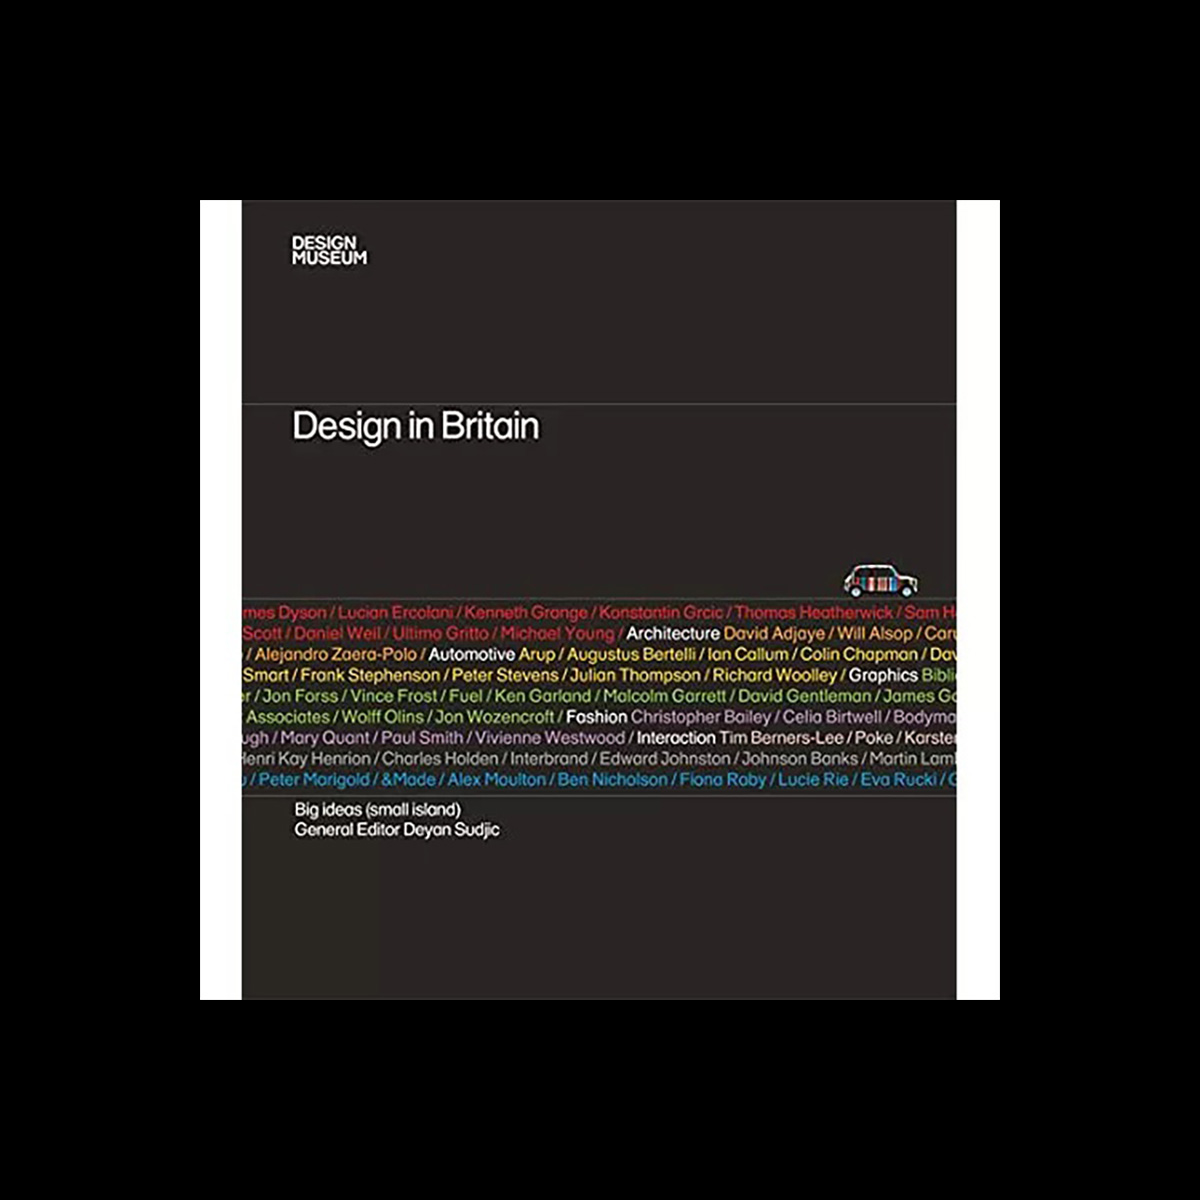 DESIGN
MUSEUM
Design in Britain
mes Dyson / Lucian Ercolani / Kenneth Grange / Konstantin Grcic / Thomas Heatherwick / Sam H
Scott / Daniel Weil / Ultimo Gritto / Michael Young / Architecture David Adjaye / Will Alsop / Caru
/ Alejandro Zaera-Polo / Automotive Arup / Augustus Bertelli / Ian Callum / Colin Chapman / Dav
Smart / Frank Stephenson / Peter Stevens / Julian Thompson / Richard Woolley / Graphics Bibli
er / Jon Forss / Vince Frost / Fuel / Ken Garland / Malcolm Garrett / David Gentleman / James Go
Associates / Wolff Olins / Jon Wozencroft / Fashion Christopher Bailey / Celia Birtwell / Bodyma
ugh / Mary Quant / Paul Smith / Vivienne Westwood / Interaction Tim Berners-Lee / Poke / Karste
Henri Kay Henrion / Charles Holden / Interbrand / Edward Johnston / Johnson Banks / Martin Lam
/ Peter Marigold / &Made / Alex Moulton / Ben Nicholson / Fiona Raby / Lucie Rie / Eva Rucki / G
Big ideas (small island)
General Editor Deyan Sudjic